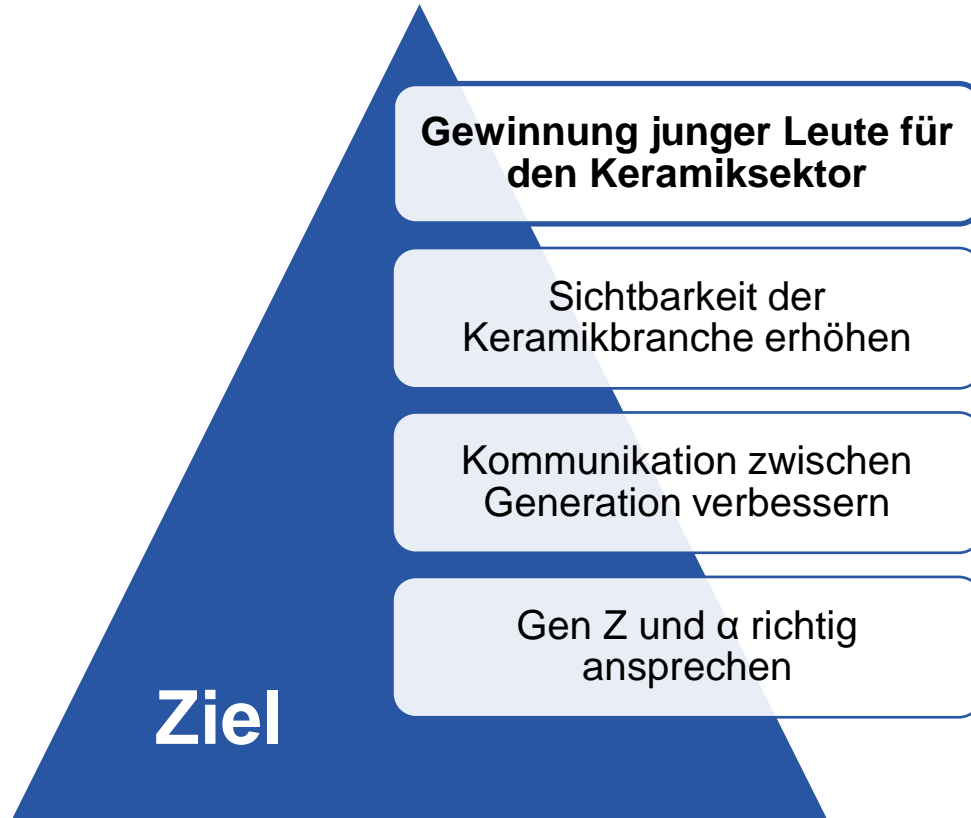 Gewinnung junger Leute für
den Keramiksektor
Sichtbarkeit der
Keramikbranche erhöhen
Kommunikation zwischen
Generation verbessern
Gen Z und α richtig
ansprechen
Ziel